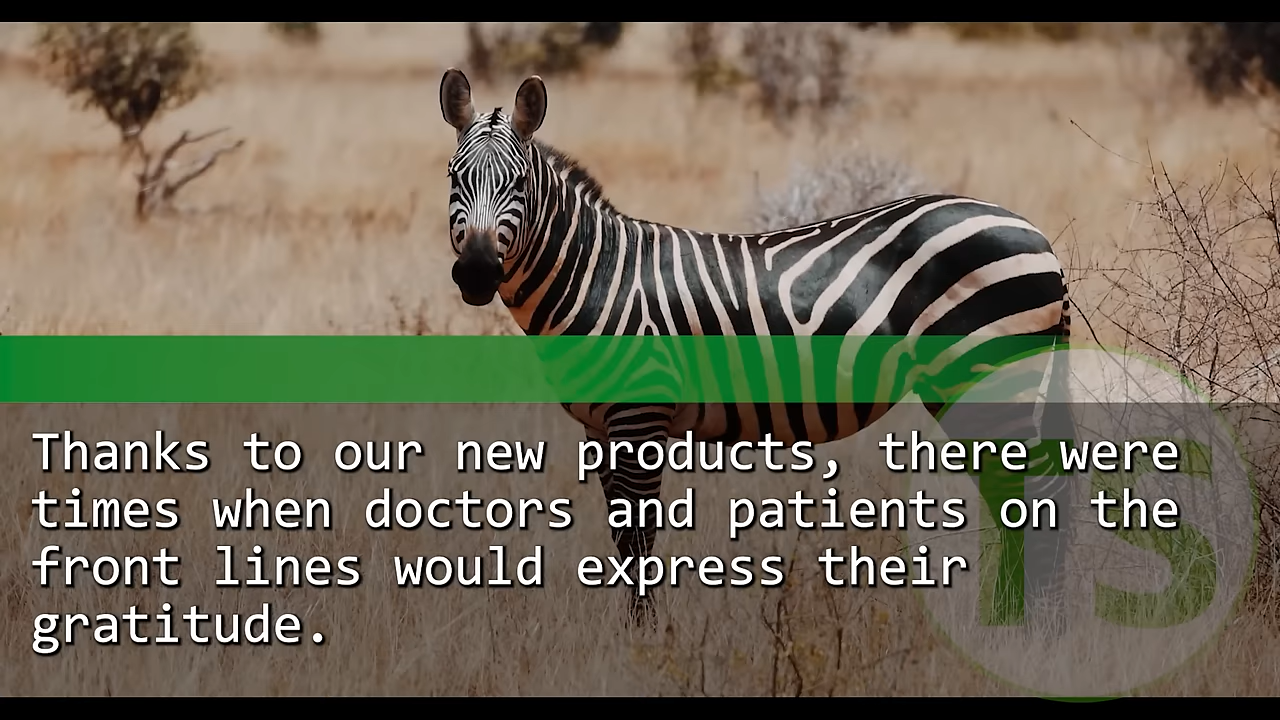 Thanks to our new products, there were
times when doctors and patients on the
front lines would express their
gratitude.
TS